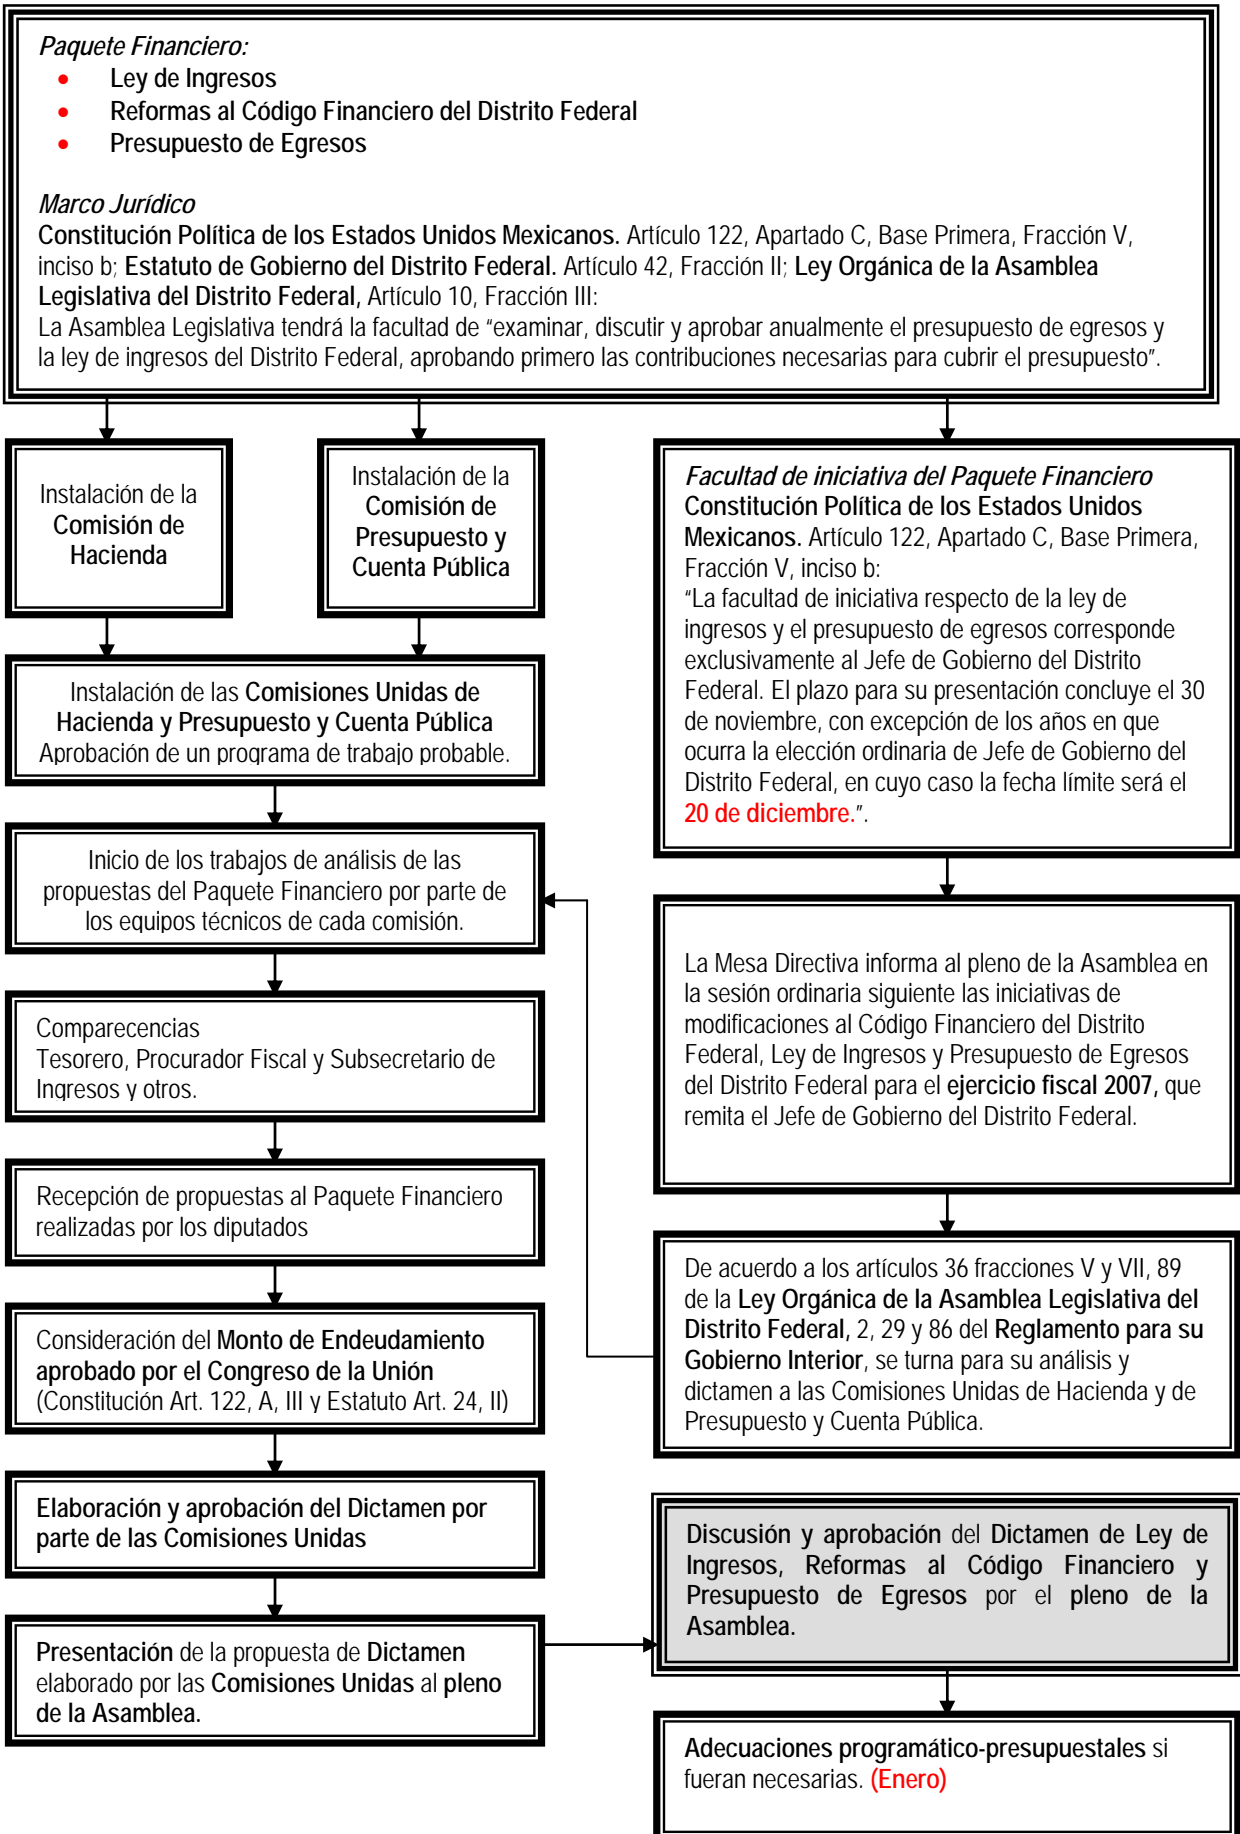 Paquete Financiero:
• Ley de Ingresos
• Reformas al Código Financiero del Distrito Federal
• Presupuesto de Egresos
Marco Jurídico
Constitución Política de los Estados Unidos Mexicanos. Artículo 122, Apartado C, Base Primera, Fracción V,
inciso b; Estatuto de Gobierno del Distrito Federal. Artículo 42, Fracción II; Ley Orgánica de la Asamblea
Legislativa del Distrito Federal, Artículo 10, Fracción III:
La Asamblea Legislativa tendrá la facultad de “examinar, discutir y aprobar anualmente el presupuesto de egresos y
la ley de ingresos del Distrito Federal, aprobando primero las contribuciones necesarias para cubrir el presupuesto”.
Instalación de la
Comisión de
Hacienda
Instalación de la
Comisión de
Presupuesto y
Cuenta Pública
Instalación de las Comisiones Unidas de
Hacienda y Presupuesto y Cuenta Pública
Aprobación de un programa de trabajo probable.
Inicio de los trabajos de análisis de las
propuestas del Paquete Financiero por parte de
los equipos técnicos de cada comisión.
Comparecencias
Tesorero, Procurador Fiscal y Subsecretario de
Ingresos y otros.
Recepción de propuestas al Paquete Financiero
realizadas por los diputados
Consideración del Monto de Endeudamiento
aprobado por el Congreso de la Unión
(Constitución Art. 122, A, III y Estatuto Art. 24, II)
Elaboración y aprobación del Dictamen por
parte de las Comisiones Unidas
Presentación de la propuesta de Dictamen
elaborado por las Comisiones Unidas al pleno
de la Asamblea.
Facultad de iniciativa del Paquete Financiero
Constitución Política de los Estados Unidos
Mexicanos. Artículo 122, Apartado C, Base Primera,
Fracción V, inciso b:
“La facultad de iniciativa respecto de la ley de
ingresos y el presupuesto de egresos corresponde
exclusivamente al Jefe de Gobierno del Distrito
Federal. El plazo para su presentación concluye el 30
de noviembre, con excepción de los años en que
ocurra la elección ordinaria de Jefe de Gobierno del
Distrito Federal, en cuyo caso la fecha límite será el
20 de diciembre.”.
La Mesa Directiva informa al pleno de la Asamblea en
la sesión ordinaria siguiente las iniciativas de
modificaciones al Código Financiero del Distrito
Federal, Ley de Ingresos y Presupuesto de Egresos
del Distrito Federal para el ejercicio fiscal 2007, que
remita el Jefe de Gobierno del Distrito Federal.
De acuerdo a los artículos 36 fracciones V y VII, 89
de la Ley Orgánica de la Asamblea Legislativa del
Distrito Federal, 2, 29 y 86 del Reglamento para su
Gobierno Interior, se turna para su análisis y
dictamen a las Comisiones Unidas de Hacienda y de
Presupuesto y Cuenta Pública.
Discusión y aprobación del Dictamen de Ley de
Ingresos, Reformas al Código Financiero y
Presupuesto de Egresos por el pleno de la
Asamblea.
Adecuaciones programático-presupuestales si
fueran necesarias. (Enero)